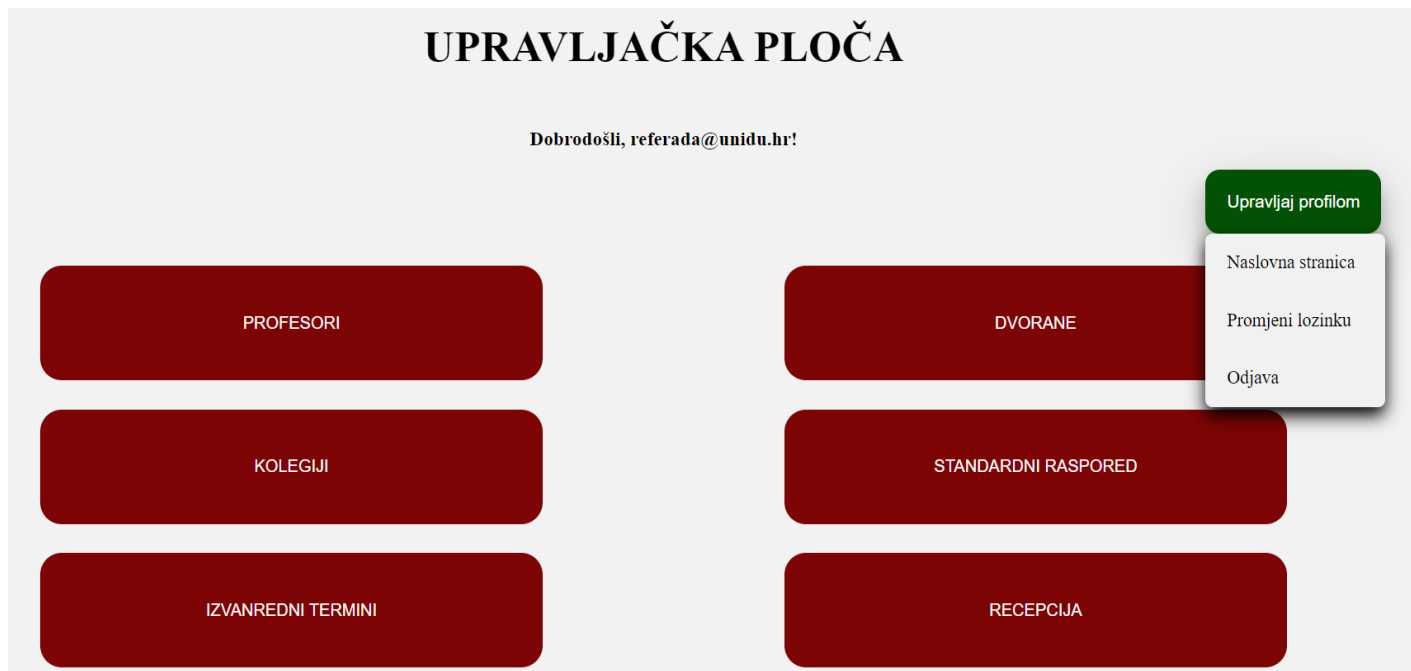 UPRAVLJAČKA PLOČA
Dobrodošli, referada@unidu.hr!
Upravljaj profilom
Naslovna stranica
Promjeni lozinku
Odjava
PROFESORI
DVORANE
KOLEGIJI
STANDARDNI RASPORED
IZVANREDNI TERMINI
RECEPCIJA